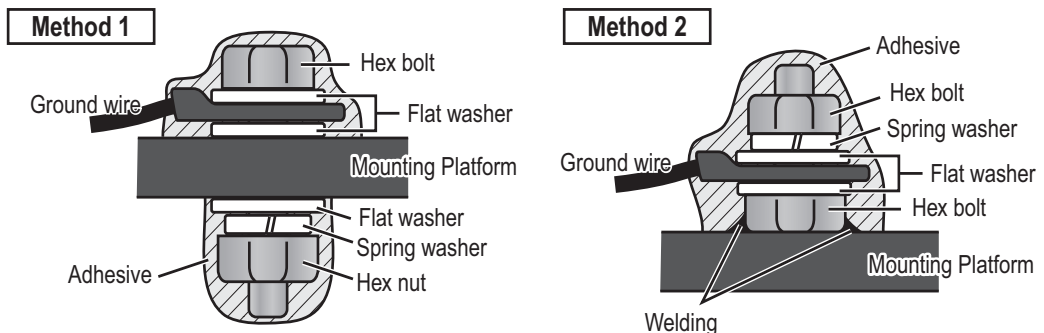 Method 1
Hex bolt
Ground wire
Flat washer
Mounting Platform
Flat washer
Spring washer
Adhesive
Hex nut
Method 2
Adhesive
Hex bolt
Spring washer
Ground wire
Flat washer
Hex bolt
Mounting Platform
Welding